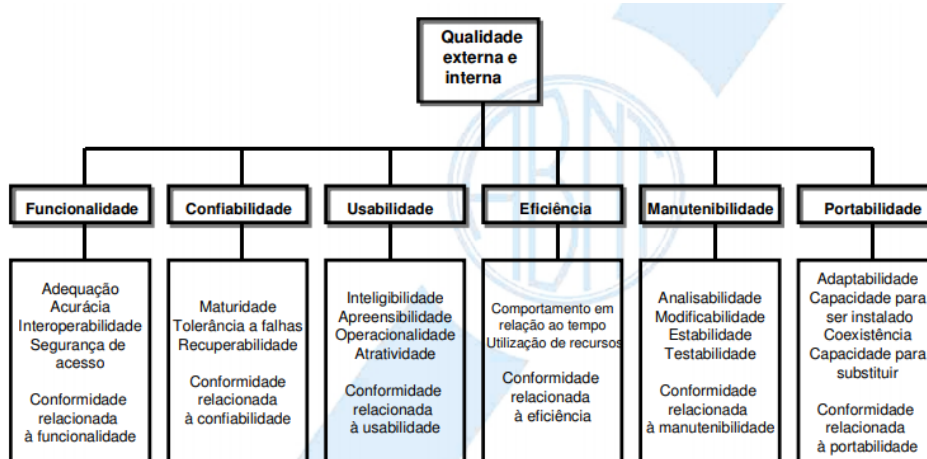 Qualidade
externa e
interna
Funcionalidade
Confiabilidade
Usabilidade
Eficiência
Manutenibilidade
Portabilidade
Adequação
Acurácia
Interoperabilidade
Segurança de
acesso
Conformidade
relacionada
à funcionalidade
Maturidade
Tolerância a falhas
Recuperabilidade
Conformidade
relacionada
à confiabilidade
Inteligibilidade
Apreensibilidade
Operacionalidade
Atratividade
Conformidade
relacionada
à usabilidade
Comportamento em
relação ao tempo
Utilização de recursos
Conformidade
relacionada
à eficiência
Analisabilidade
Modificabilidade
Estabilidade
Testabilidade
Conformidade
relacionada
à manutenibilidade
Adaptabilidade
Capacidade para
ser instalado
Coexistência
Capacidade para
substituir
Conformidade
relacionada
à portabilidade
ABNT